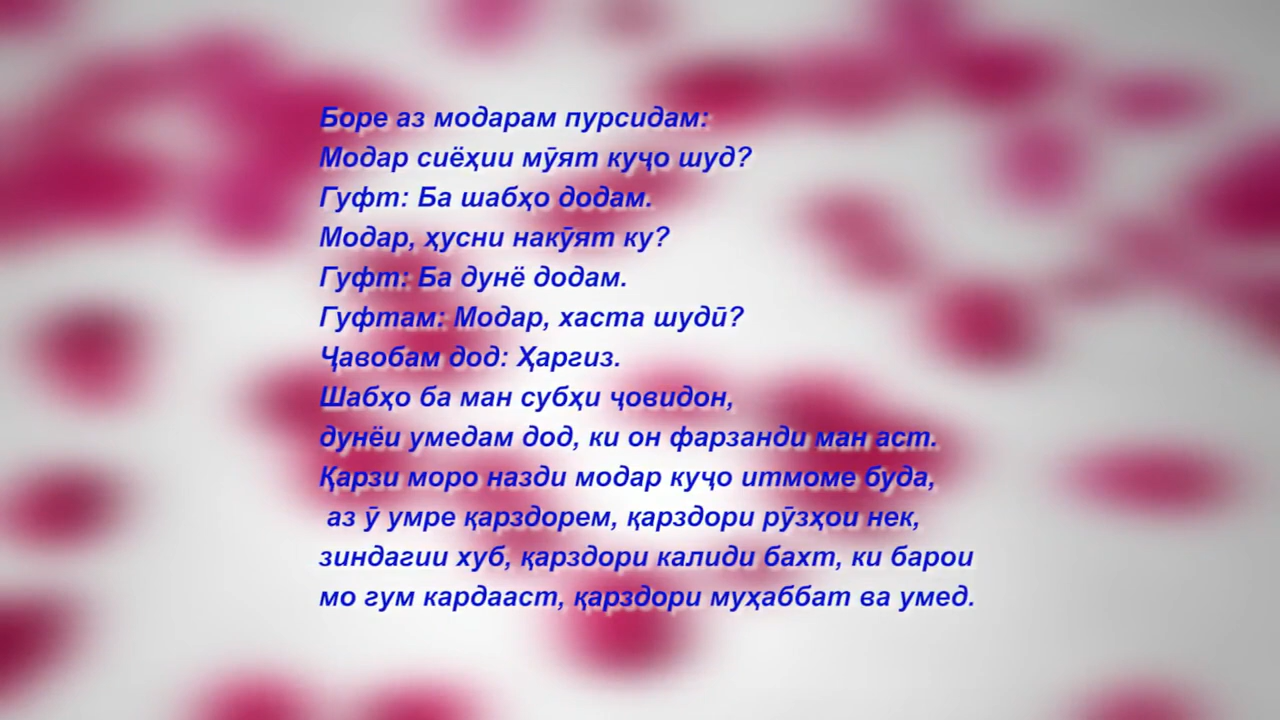 Боре аз модарам пурсидам:
Модар сиёҳии мӯят куҷо шуд?
Гуфт: Ба шабҳо додам.
Модар, ҳусни накӯят ку?
Гуфт: Ба дунё додам.
Гуфтам: Модар, хаста шудӣ?
Ҷавобам дод: Ҳаргиз.
Шабҳо ба ман субҳи ҷовидон,
дунёи умедам дод, ки он фарзанди ман аст.
Қарзи моро назди модар куҷо итмоме буда,
аз ӯ умре қарздорем, қарздори рӯзҳои нек,
зиндагии хуб, қарздори калиди бахт, ки барои
мо гум кардааст, қарздори муҳаббат ва умед.